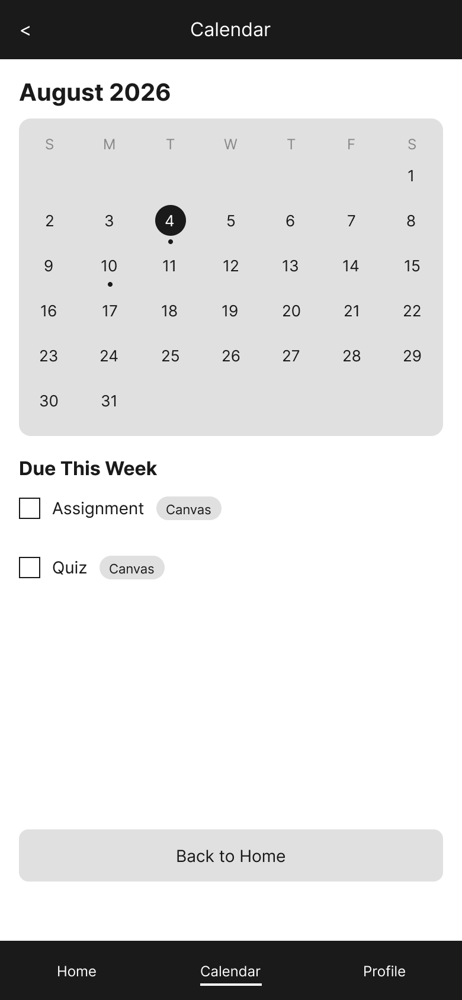 < Calendar
August 2026
S M T W T F S
1
2 3 4 5 6 7 8
9 10 11 12 13 14 15
16 17 18 19 20 21 22
23 24 25 26 27 28 29
30 31
Due This Week
Assignment Canvas
Quiz Canvas
Back to Home
Home Calendar Profile